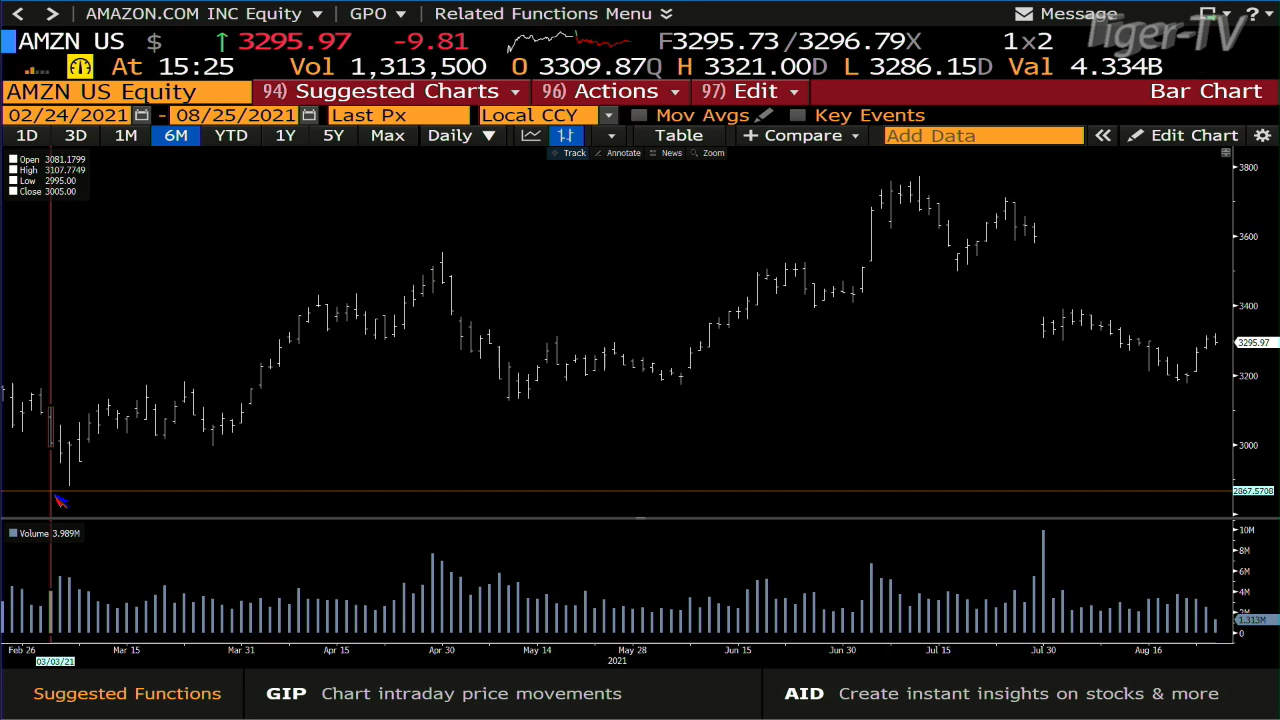 AMAZON.COM INC Equity GPO Related Functions Menu Message ?
Tiger-TV
AMZN US $ ↑ 3295.97 -9.81 F3295.73 /3296.79X 1x2
At 15:25 Vol 1,313,500 O 3309.87Q H 3321.00D L 3286.15D Val 4.334B
AMZN US Equity 94) Suggested Charts 96) Actions 97) Edit Bar Chart
02/24/2021 - 08/25/2021 Last Px Local CCY Mov Avgs Key Events
1D 3D 1M 6M YTD 1Y 5Y Max Daily ▼ Table + Compare Add Data « Edit Chart
Track Annotate News Zoom
Open 3081.1799
High 3107.7749
Low 2995.00
Close 3005.00
3800
3600
3400
3295.97
3200
3000
2867.5708
Volume 3.989M
10M
8M
6M
4M
2M
1.313M
0
Feb 26 Mar 15 Mar 31 Apr 15 Apr 30 May 14 May 28 Jun 15 Jun 30 Jul 15 Jul 30 Aug 16
03/03/21 2021
Suggested Functions GIP Chart intraday price movements AID Create instant insights on stocks & more